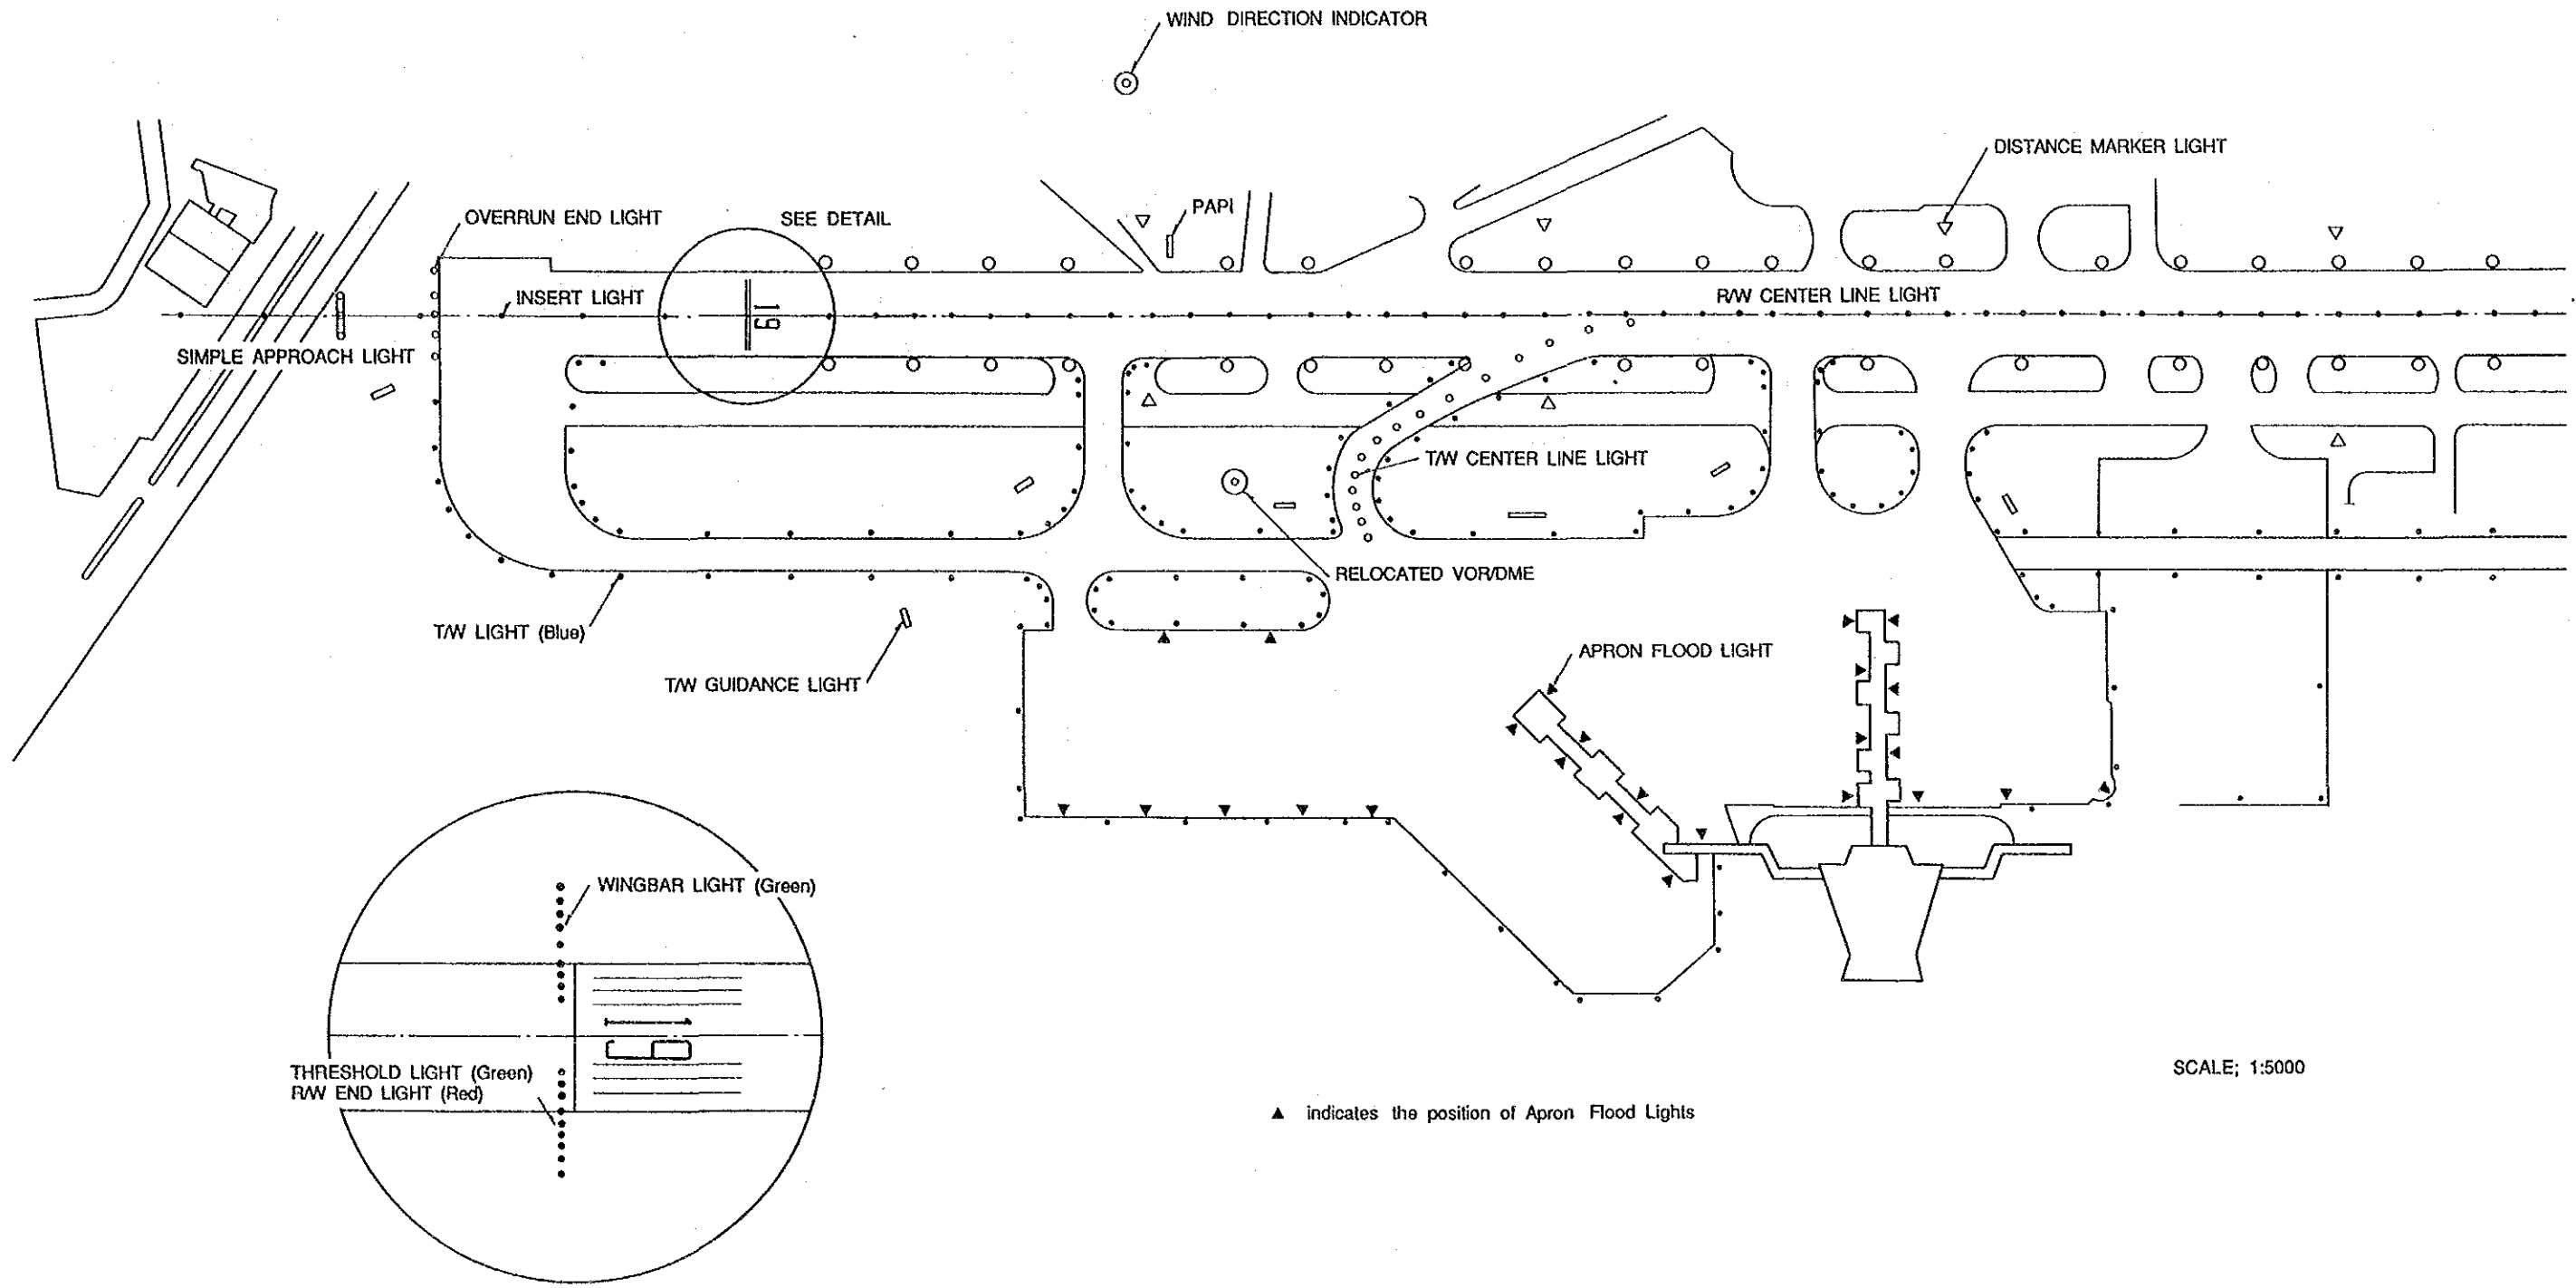 WIND DIRECTION INDICATOR
DISTANCE MARKER LIGHT
OVERRUN END LIGHT
SEE DETAIL
PAPI
INSERT LIGHT
19
R/W CENTER LINE LIGHT
SIMPLE APPROACH LIGHT
T/W CENTER LINE LIGHT
RELOCATED VOR/DME
T/W LIGHT (Blue)
T/W GUIDANCE LIGHT
APRON FLOOD LIGHT
WINGBAR LIGHT (Green)
THRESHOLD LIGHT (Green)
R/W END LIGHT (Red)
SCALE; 1:5000
▲ indicates the position of Apron Flood Lights